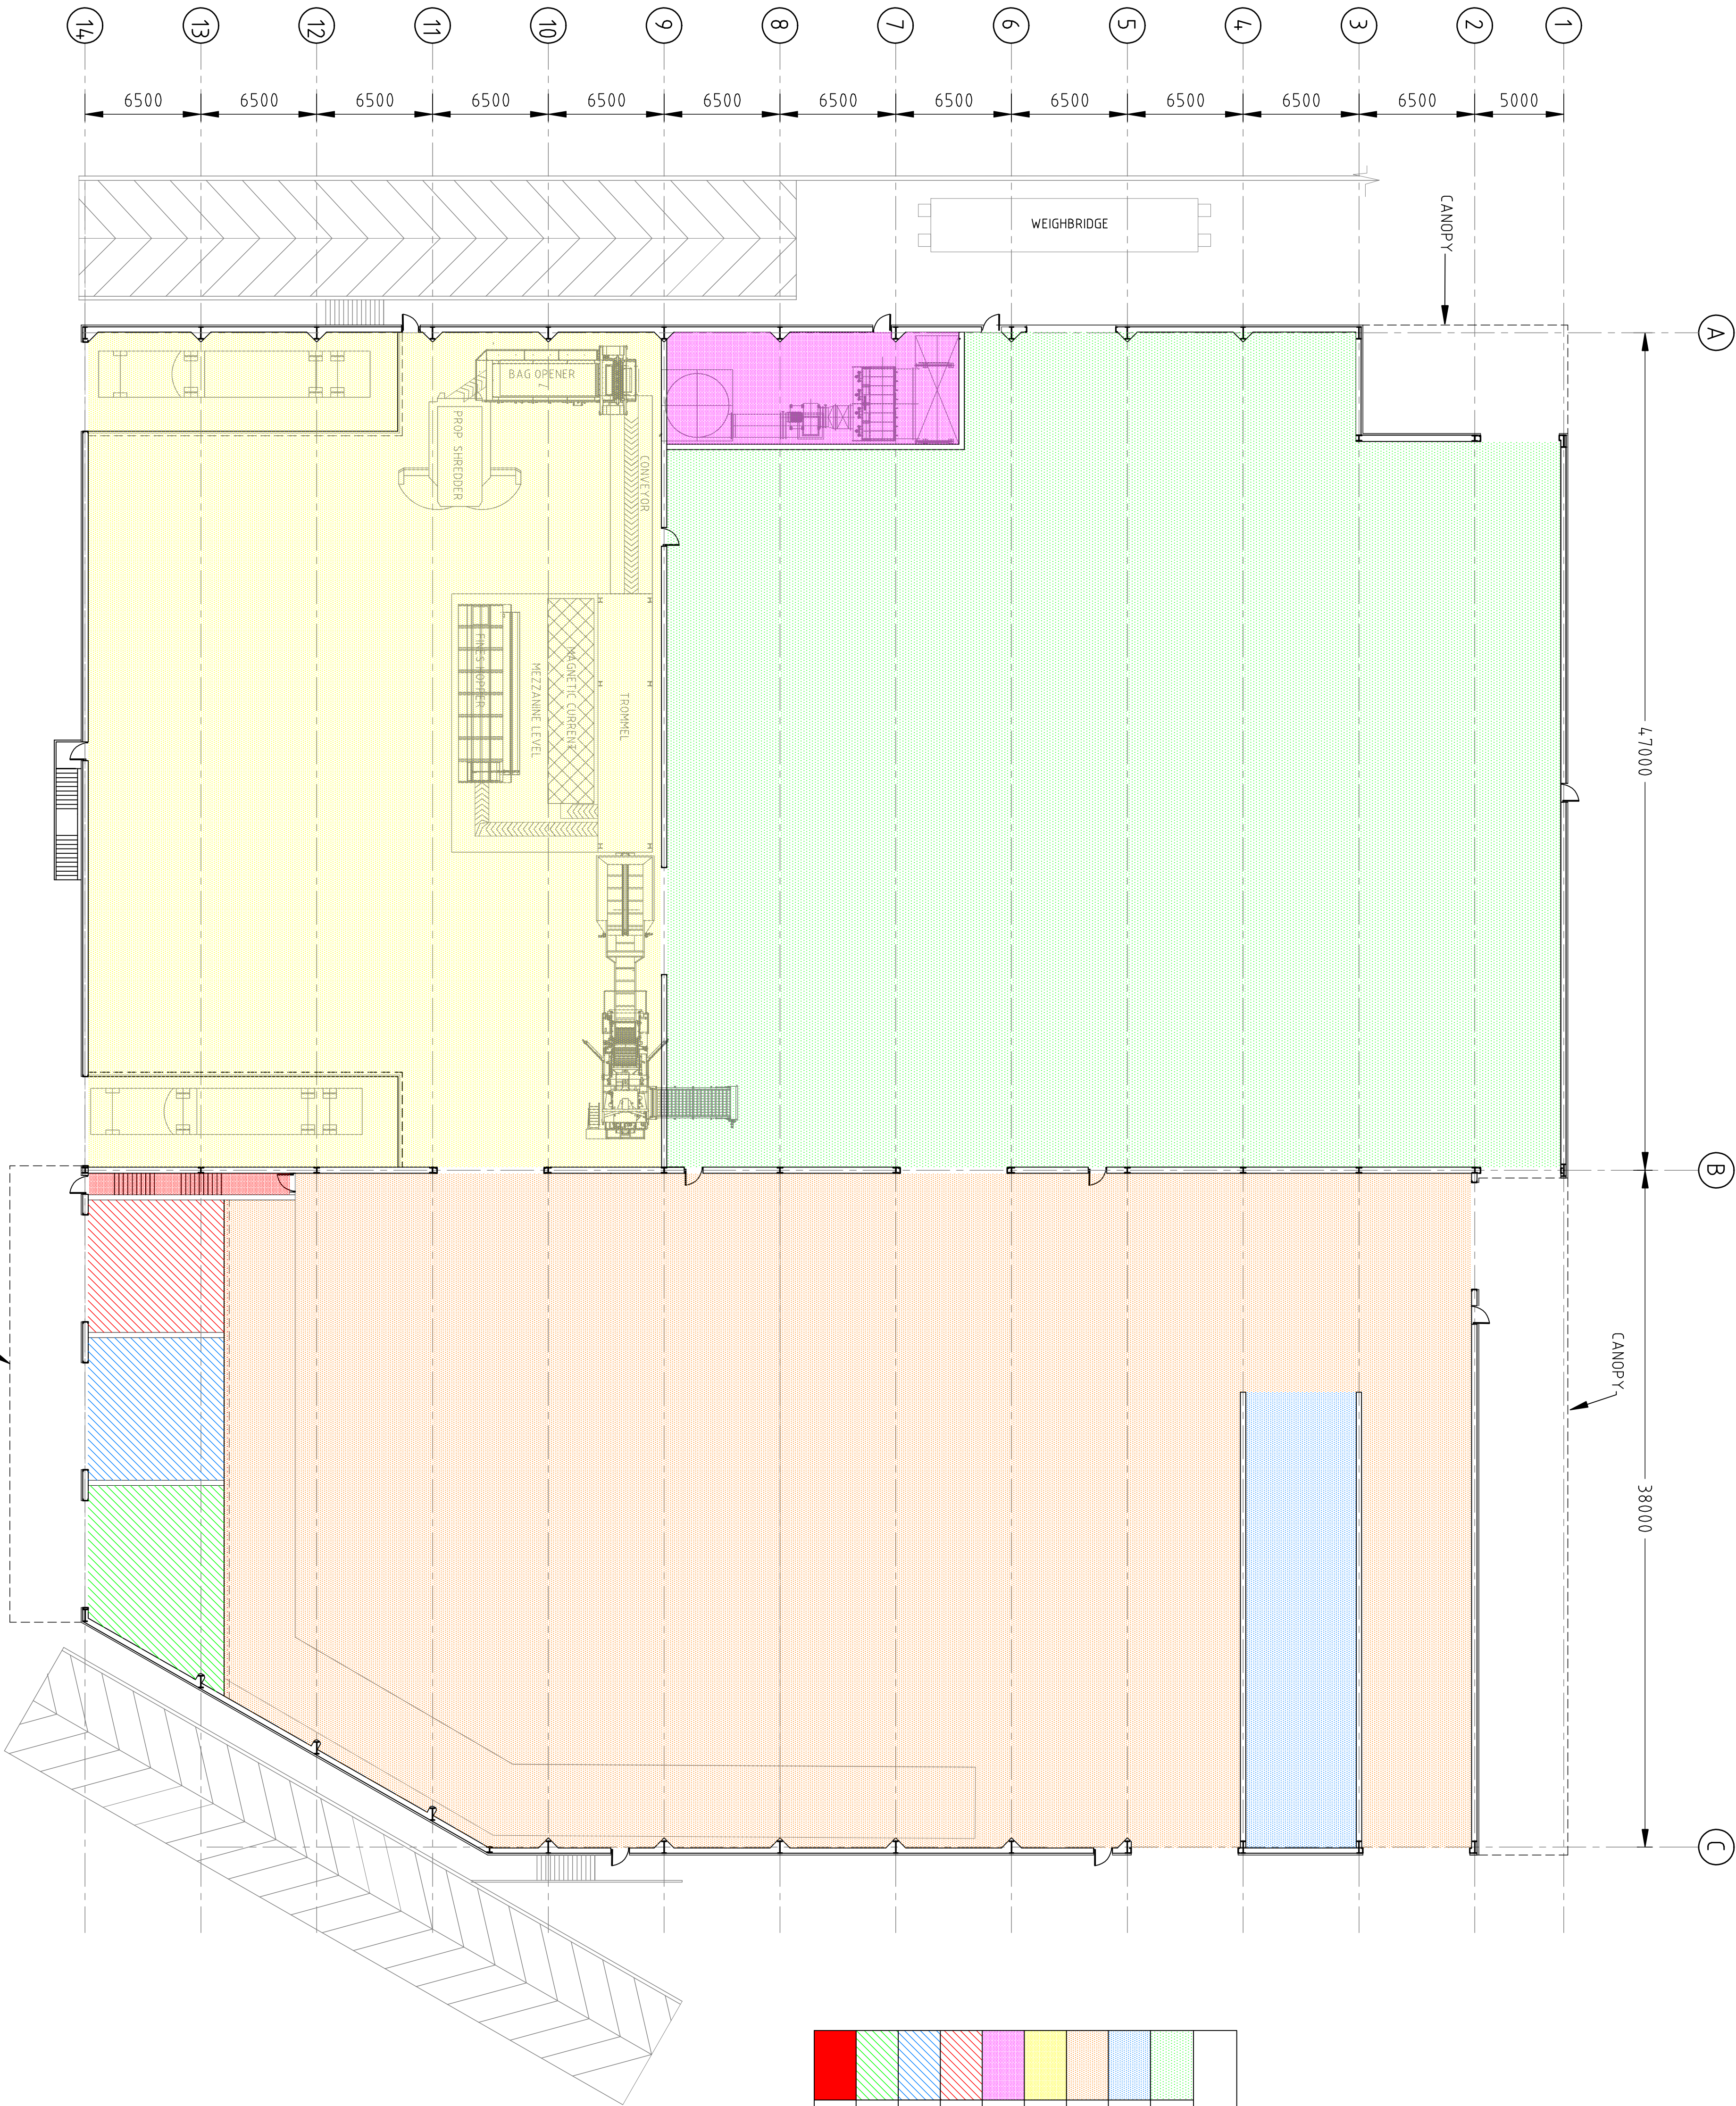 14
13
12
11
10
9
8
7
6
5
4
3
2
1
6500
6500
6500
6500
6500
6500
6500
6500
6500
6500
6500
6500
5000
WEIGHBRIDGE
CANOPY
A
47000
B
38000
C
CANOPY
BAG OPENER
PROP SHREDDER
CONVEYOR
TROMMEL
MAGNETIC CURRENT
MEZZANINE LEVEL
FINES HOPPER